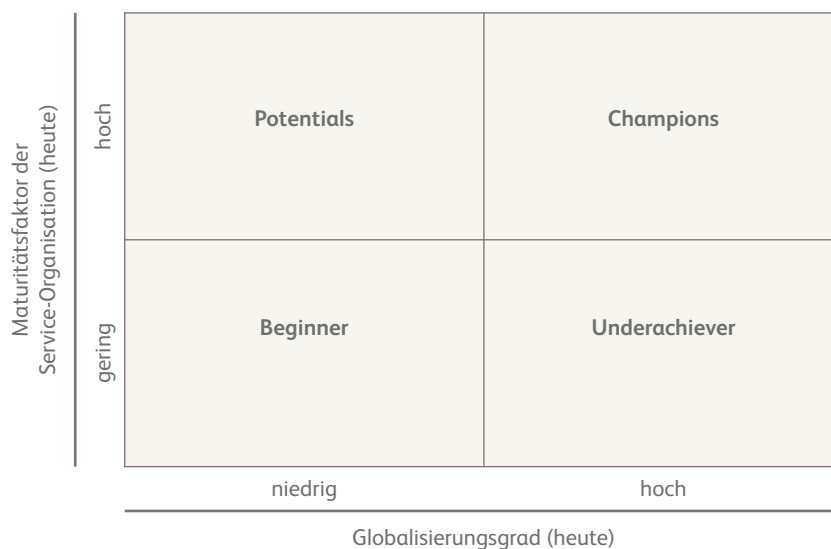 Maturitätsfaktor der
Service-Organisation (heute)
hoch
gering
Potentials
Champions
Beginner
Underachiever
niedrig
hoch
Globalisierungsgrad (heute)